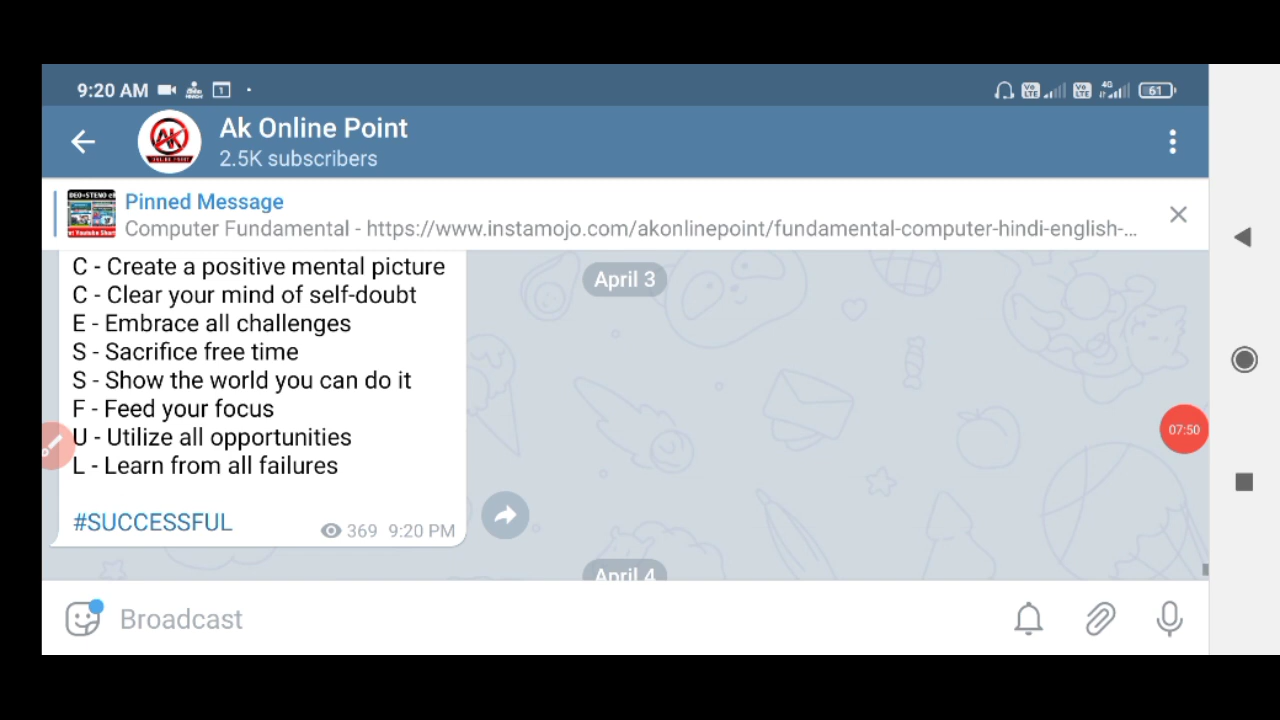 9:20 AM
61
Ak Online Point
2.5K subscribers
Pinned Message
Computer Fundamental - https://www.instamojo.com/akonlinepoint/fundamental-computer-hindi-english-...
April 3
C - Create a positive mental picture
C - Clear your mind of self-doubt
E - Embrace all challenges
S - Sacrifice free time
S - Show the world you can do it
F - Feed your focus
U - Utilize all opportunities
L - Learn from all failures
#SUCCESSFUL
369 9:20 PM
07:50
April 4
Broadcast